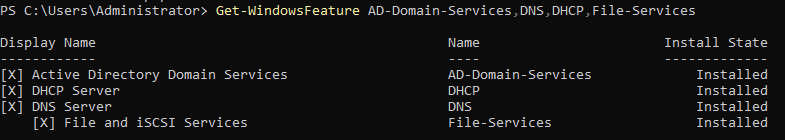 PS C:\Users\Administrator> Get-WindowsFeature AD-Domain-Services,DNS,DHCP,File-Services
Display Name Name Install State
------------ ---- -------------
[X] Active Directory Domain Services AD-Domain-Services Installed
[X] DHCP Server DHCP Installed
[X] DNS Server DNS Installed
[X] File and iSCSI Services File-Services Installed